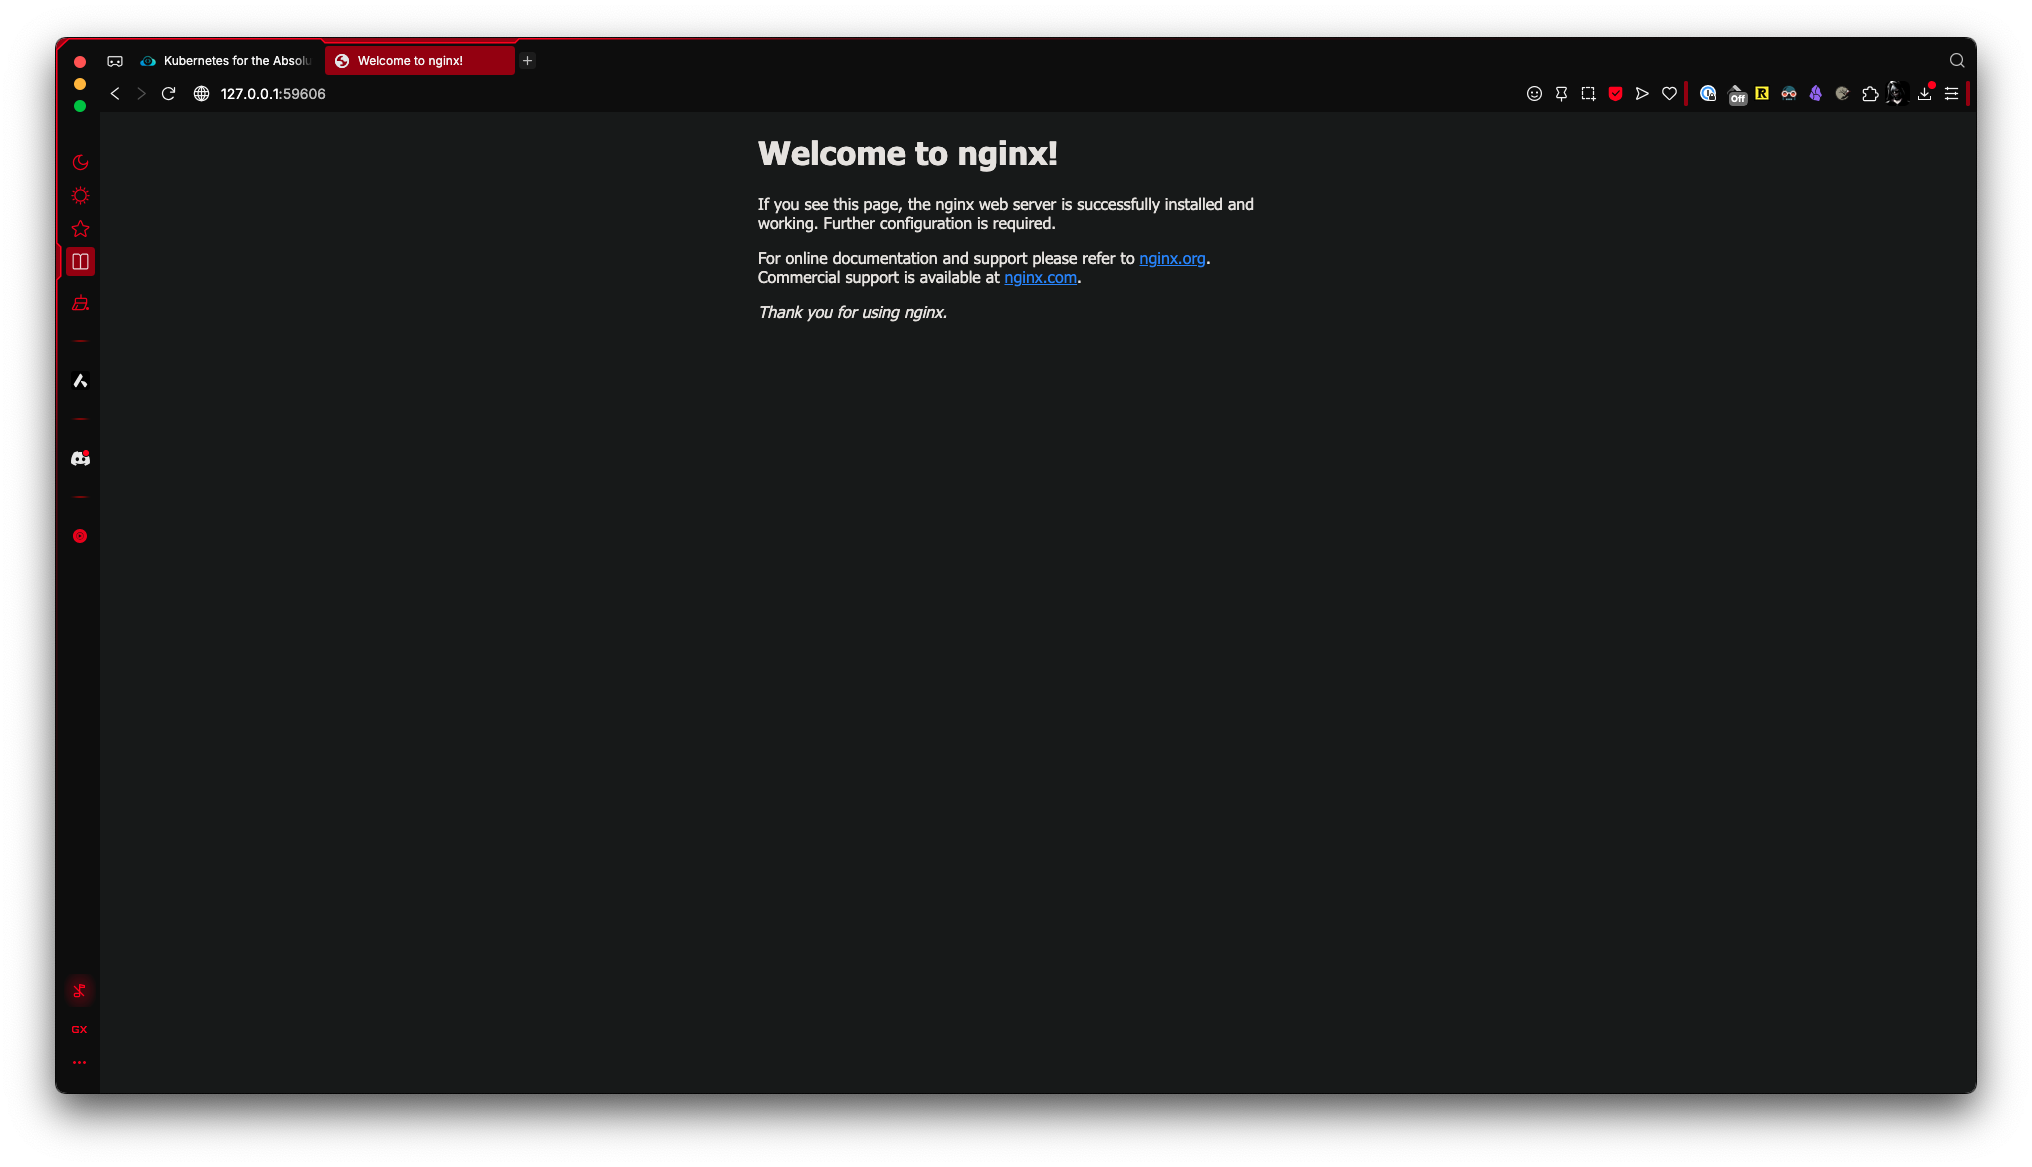 Kubernetes for the Absolu
Welcome to nginx!
127.0.0.1:59606
Off
R
Welcome to nginx!
If you see this page, the nginx web server is successfully installed and
working. Further configuration is required.
For online documentation and support please refer to nginx.org.
Commercial support is available at nginx.com.
Thank you for using nginx.
GX